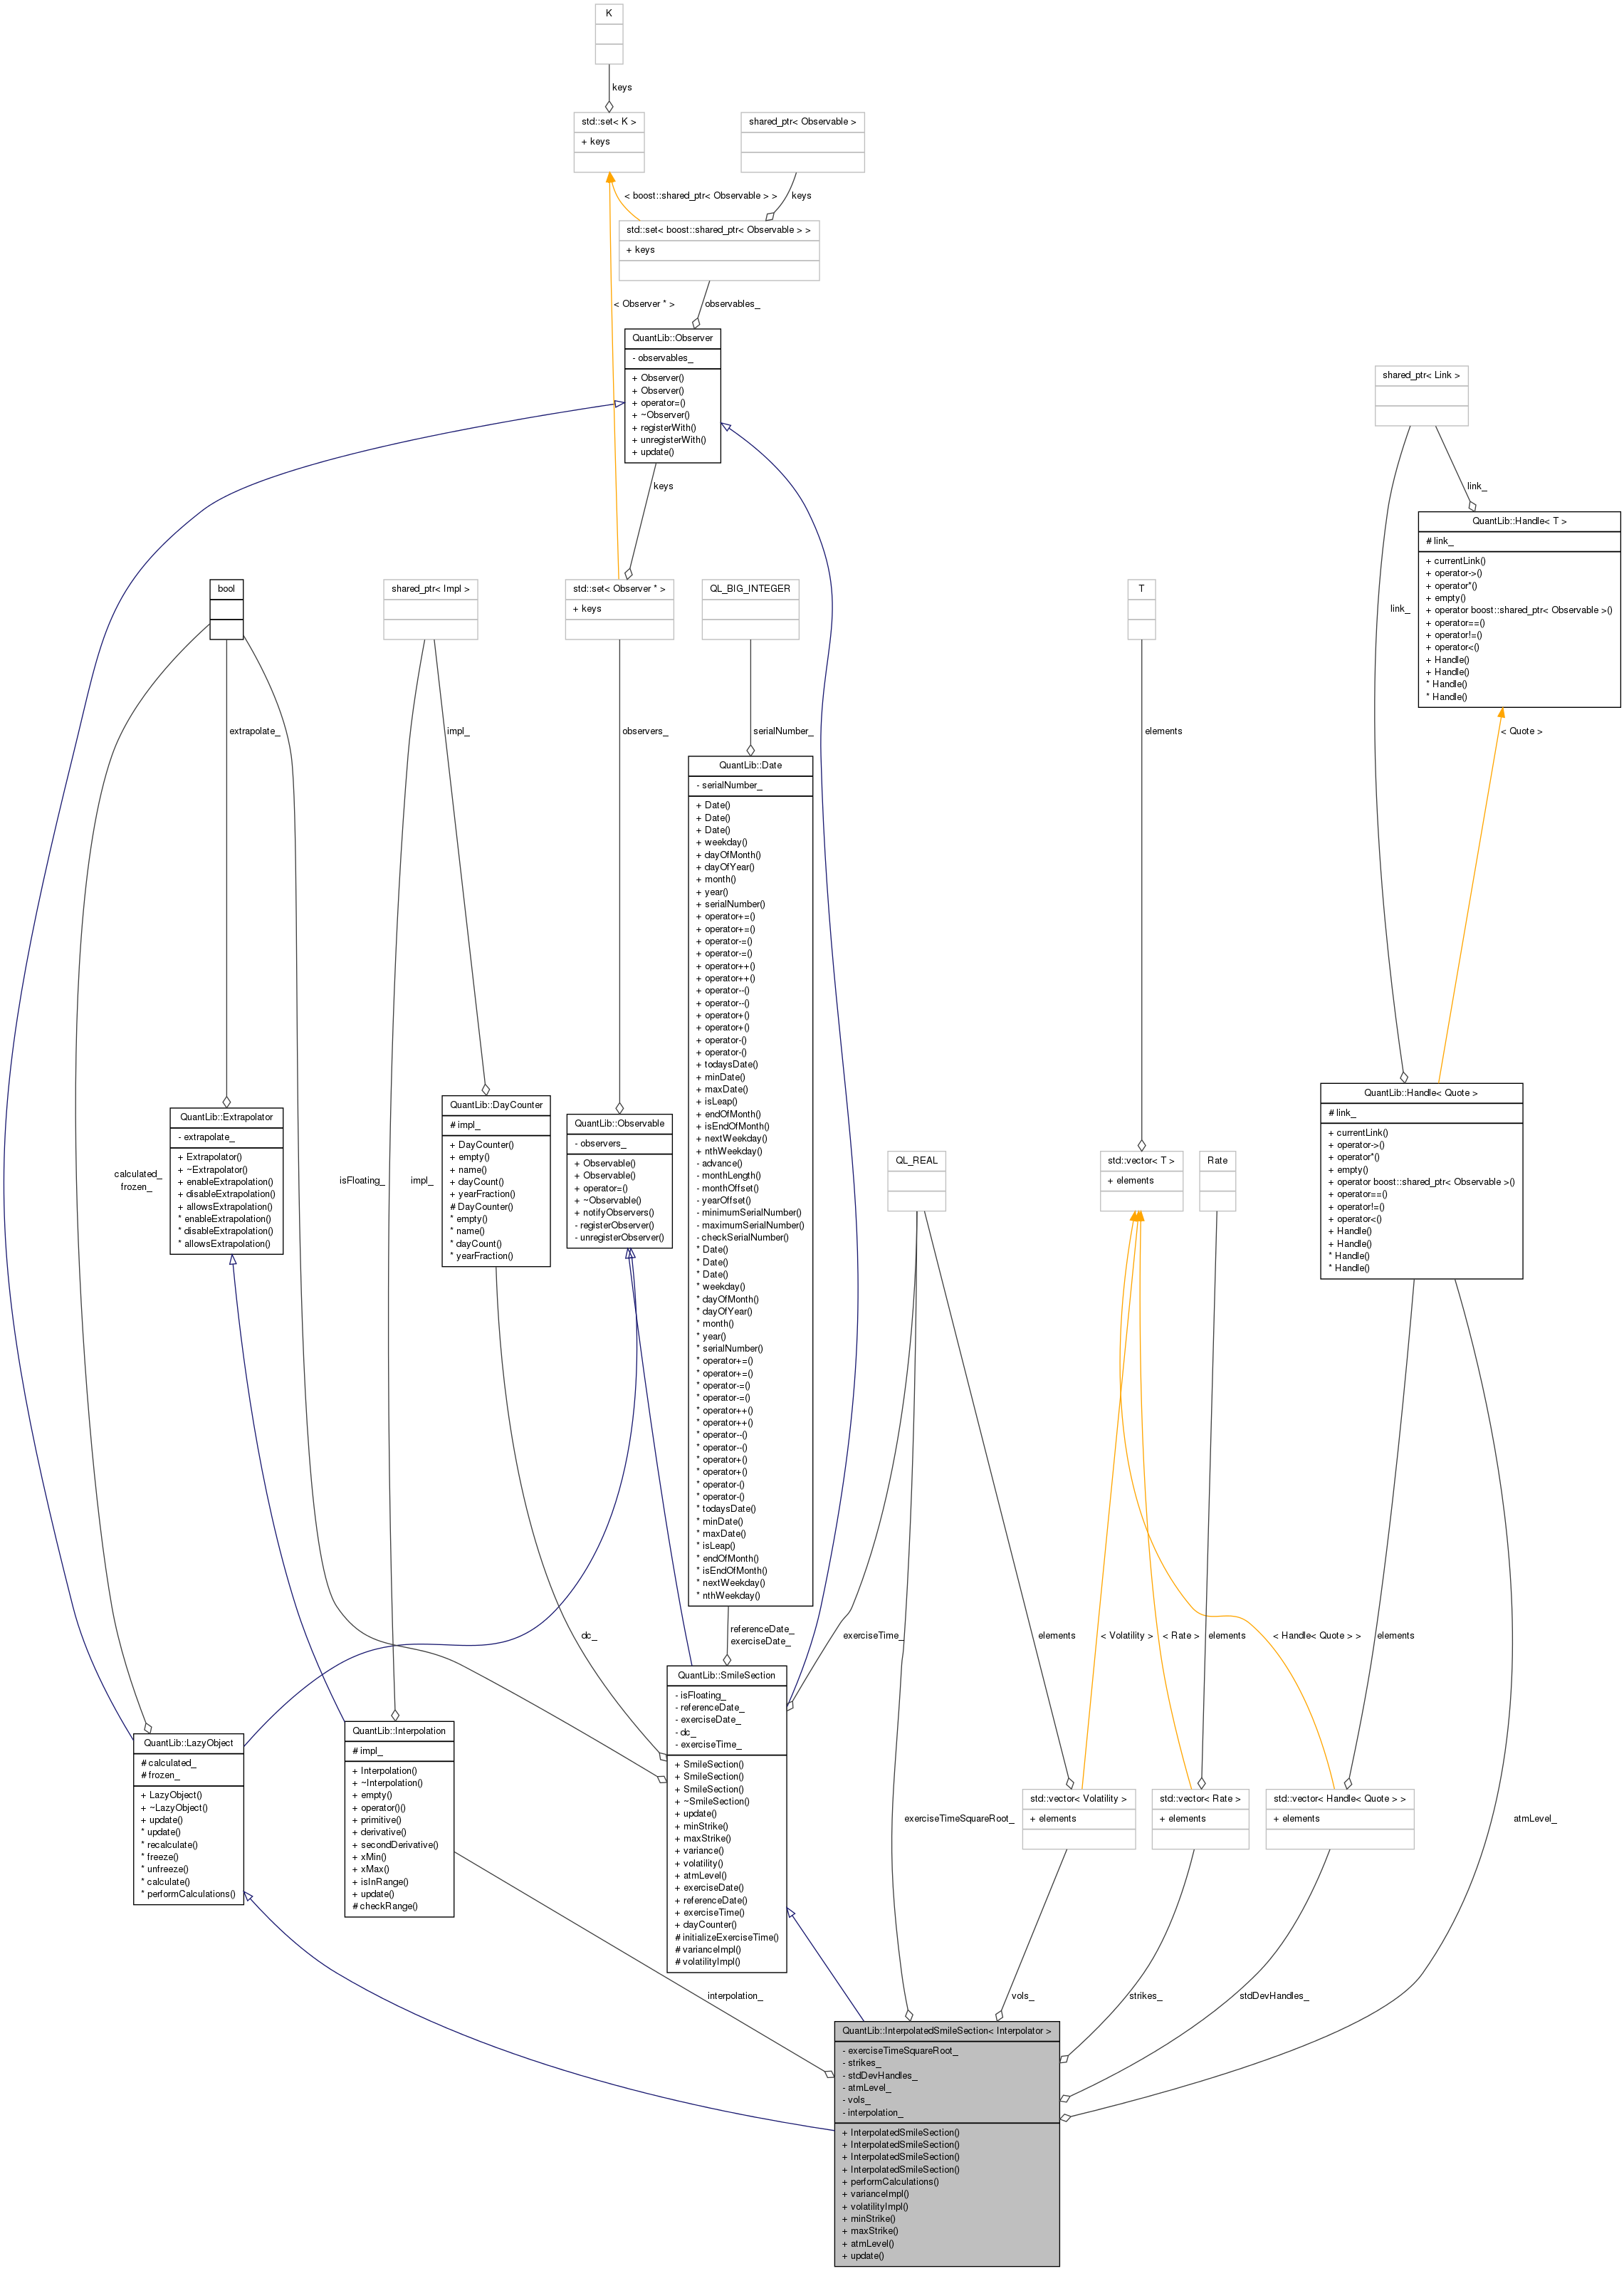 K
keys
std::set< K >
+ keys
shared_ptr< Observable >
< boost::shared_ptr< Observable > >
keys
std::set< boost::shared_ptr< Observable > >
+ keys
< Observer * >
observables_
QuantLib::Observer
- observables_
+ Observer()
+ Observer()
+ operator=()
+ ~Observer()
+ registerWith()
+ unregisterWith()
+ update()
shared_ptr< Link >
keys
link_
QuantLib::Handle< T >
# link_
+ currentLink()
+ operator->()
+ operator*()
+ empty()
+ operator boost::shared_ptr< Observable >()
+ operator==()
+ operator!=()
+ operator<()
+ Handle()
+ Handle()
* Handle()
* Handle()
link_
bool
shared_ptr< Impl >
std::set< Observer * >
+ keys
QL_BIG_INTEGER
T
extrapolate_
impl_
observers_
serialNumber_
elements
< Quote >
QuantLib::Date
- serialNumber_
+ Date()
+ Date()
+ Date()
+ weekday()
+ dayOfMonth()
+ dayOfYear()
+ month()
+ year()
+ serialNumber()
+ operator+=()
+ operator+=()
+ operator-=()
+ operator-=()
+ operator++()
+ operator++()
+ operator--()
+ operator--()
+ operator+()
+ operator+()
+ operator-()
+ operator-()
+ todaysDate()
+ minDate()
+ maxDate()
+ isLeap()
+ endOfMonth()
+ isEndOfMonth()
+ nextWeekday()
+ nthWeekday()
- advance()
- monthLength()
- monthOffset()
- yearOffset()
- minimumSerialNumber()
- maximumSerialNumber()
- checkSerialNumber()
* Date()
* Date()
* Date()
* weekday()
* dayOfMonth()
* dayOfYear()
* month()
* year()
* serialNumber()
* operator+=()
* operator+=()
* operator-=()
* operator-=()
* operator++()
* operator++()
* operator--()
* operator--()
* operator+()
* operator+()
* operator-()
* operator-()
* todaysDate()
* minDate()
* maxDate()
* isLeap()
* endOfMonth()
* isEndOfMonth()
* nextWeekday()
* nthWeekday()
calculated_
frozen_
QuantLib::Extrapolator
- extrapolate_
+ Extrapolator()
+ ~Extrapolator()
+ enableExtrapolation()
+ disableExtrapolation()
+ allowsExtrapolation()
* enableExtrapolation()
* disableExtrapolation()
* allowsExtrapolation()
isFloating_
impl_
QuantLib::DayCounter
# impl_
+ DayCounter()
+ empty()
+ name()
+ dayCount()
+ yearFraction()
# DayCounter()
* empty()
* name()
* dayCount()
* yearFraction()
QuantLib::Observable
- observers_
+ Observable()
+ Observable()
+ operator=()
+ ~Observable()
+ notifyObservers()
- registerObserver()
- unregisterObserver()
QL_REAL
std::vector< T >
+ elements
Rate
QuantLib::Handle< Quote >
# link_
+ currentLink()
+ operator->()
+ operator*()
+ empty()
+ operator boost::shared_ptr< Observable >()
+ operator==()
+ operator!=()
+ operator<()
+ Handle()
+ Handle()
* Handle()
* Handle()
dc_
referenceDate_
exerciseDate_
exerciseTime_
elements
< Volatility >
< Rate >
elements
< Handle< Quote > >
elements
QuantLib::LazyObject
# calculated_
# frozen_
+ LazyObject()
+ ~LazyObject()
+ update()
* update()
* recalculate()
* freeze()
* unfreeze()
* calculate()
* performCalculations()
QuantLib::Interpolation
# impl_
+ Interpolation()
+ ~Interpolation()
+ empty()
+ operator()()
+ primitive()
+ derivative()
+ secondDerivative()
+ xMin()
+ xMax()
+ isInRange()
+ update()
# checkRange()
QuantLib::SmileSection
- isFloating_
- referenceDate_
- exerciseDate_
- dc_
- exerciseTime_
+ SmileSection()
+ SmileSection()
+ SmileSection()
+ ~SmileSection()
+ update()
+ minStrike()
+ maxStrike()
+ variance()
+ volatility()
+ atmLevel()
+ exerciseDate()
+ referenceDate()
+ exerciseTime()
+ dayCounter()
# initializeExerciseTime()
# varianceImpl()
# volatilityImpl()
exerciseTimeSquareRoot_
std::vector< Volatility >
+ elements
std::vector< Rate >
+ elements
std::vector< Handle< Quote > >
+ elements
atmLevel_
interpolation_
vols_
strikes_
stdDevHandles_
QuantLib::InterpolatedSmileSection< Interpolator >
- exerciseTimeSquareRoot_
- strikes_
- stdDevHandles_
- atmLevel_
- vols_
- interpolation_
+ InterpolatedSmileSection()
+ InterpolatedSmileSection()
+ InterpolatedSmileSection()
+ InterpolatedSmileSection()
+ performCalculations()
+ varianceImpl()
+ volatilityImpl()
+ minStrike()
+ maxStrike()
+ atmLevel()
+ update()